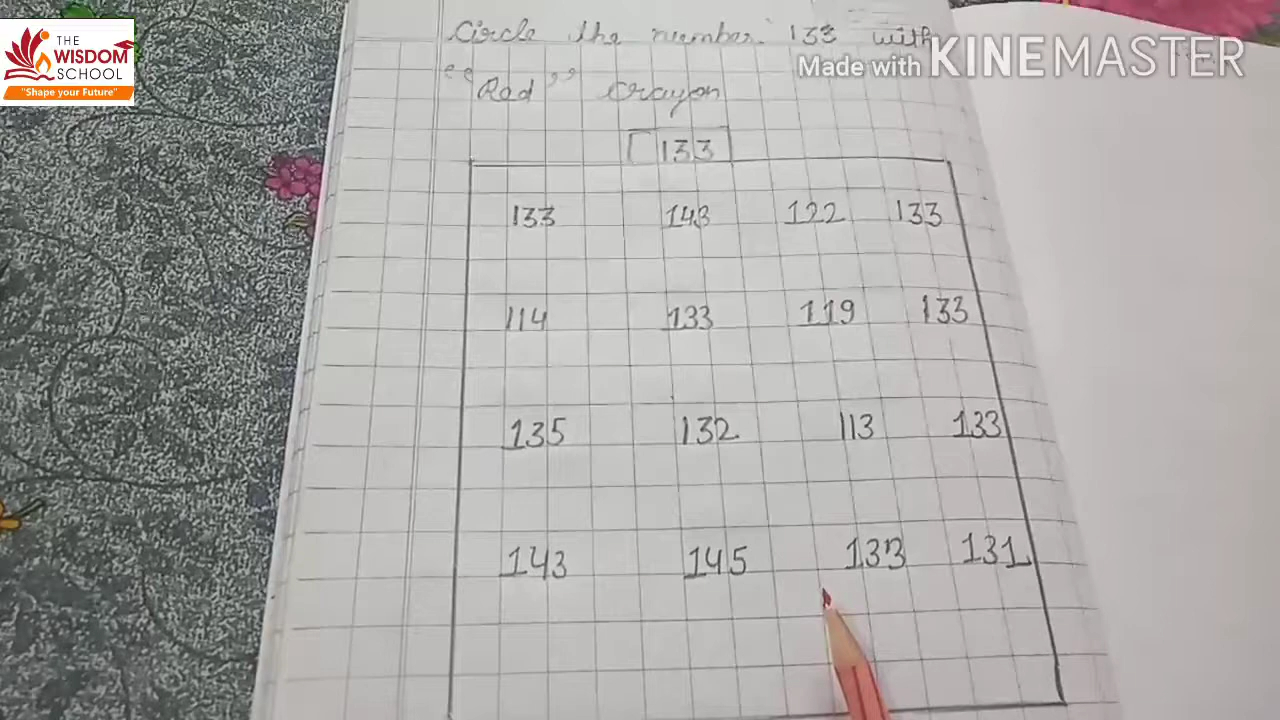 THE
WISDOM
SCHOOL
"Shape your Future"
Made with KINEMASTER
Circle the number 133 with
"Red" Crayon
133
133 143 122 133
114 133 119 133
135 132 113 133
143 145 133 131